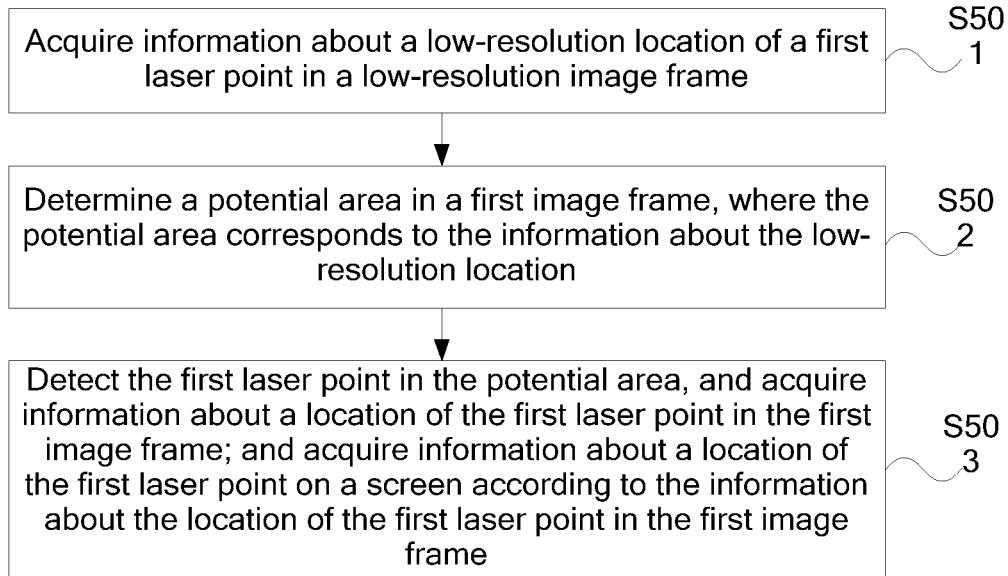 Acquire information about a low-resolution location of a first
laser point in a low-resolution image frame
S50
1
Determine a potential area in a first image frame, where the
potential area corresponds to the information about the low-
resolution location
S50
2
Detect the first laser point in the potential area, and acquire
information about a location of the first laser point in the first
image frame; and acquire information about a location of
the first laser point on a screen according to the information
about the location of the first laser point in the first image
frame
S50
3